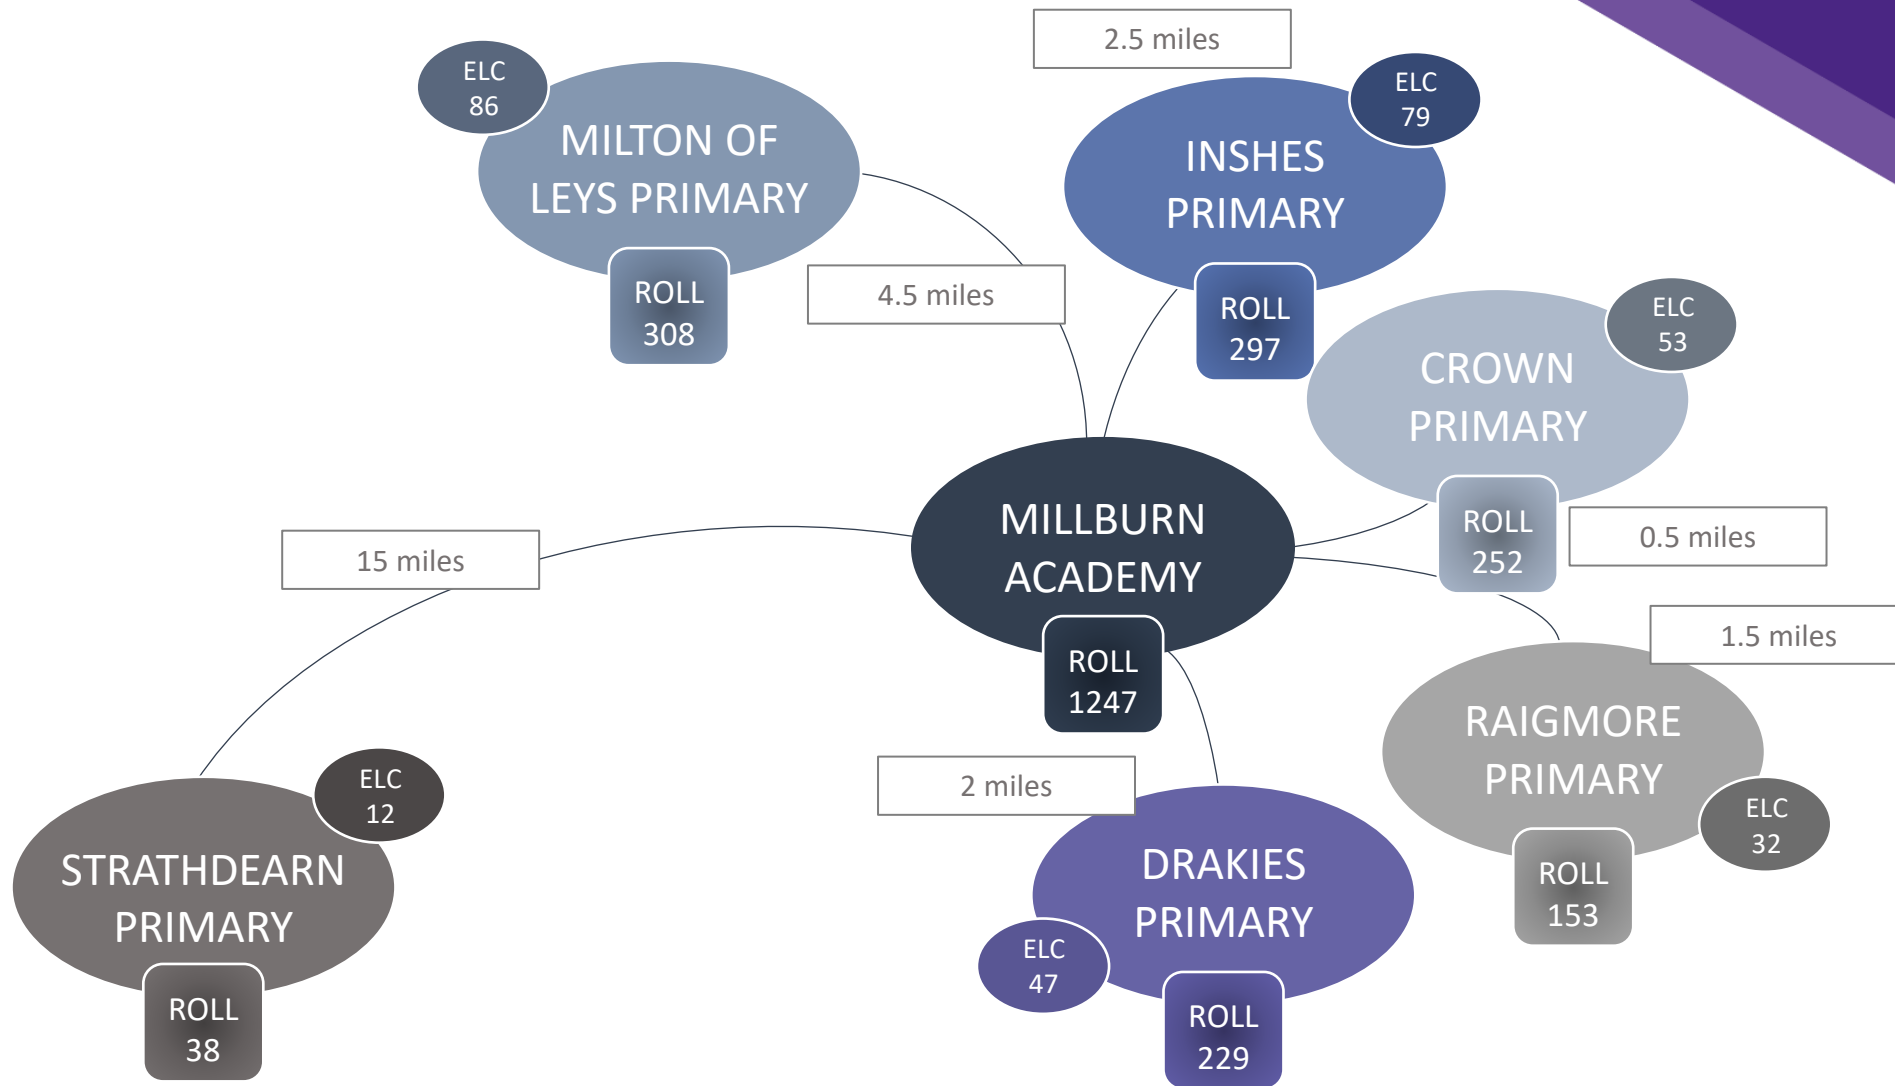 2.5 miles
ELC
86
MILTON OF
LEYS PRIMARY
ROLL
308
ELC
79
INSHES
PRIMARY
ROLL
297
4.5 miles
ELC
53
CROWN
PRIMARY
ROLL
252
0.5 miles
MILLBURN
ACADEMY
ROLL
1247
15 miles
1.5 miles
RAIGMORE
PRIMARY
ELC
32
ROLL
153
2 miles
DRAKIES
PRIMARY
ELC
47
ROLL
229
ELC
12
STRATHDEARN
PRIMARY
ROLL
38